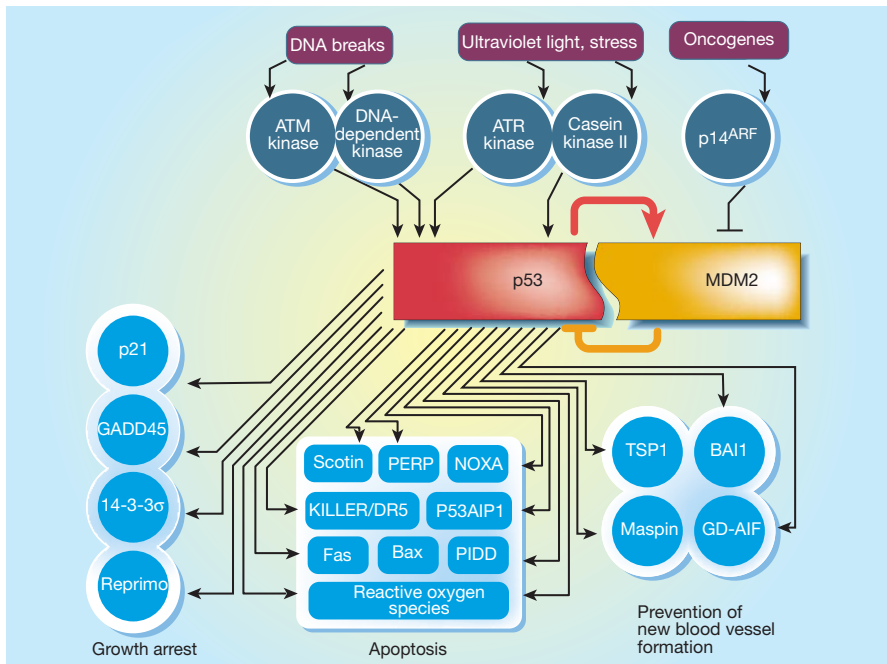 DNA breaks
Ultraviolet light, stress
Oncogenes
ATM
kinase
DNA-
dependent
kinase
ATR
kinase
Casein
kinase II
p14ARF
p53
MDM2
p21
GADD45
14-3-3σ
Reprimo
Growth arrest
Scotin
PERP
NOXA
KILLER/DR5
P53AIP1
Fas
Bax
PIDD
Reactive oxygen
species
Apoptosis
TSP1
BAI1
Maspin
GD-AIF
Prevention of
new blood vessel
formation